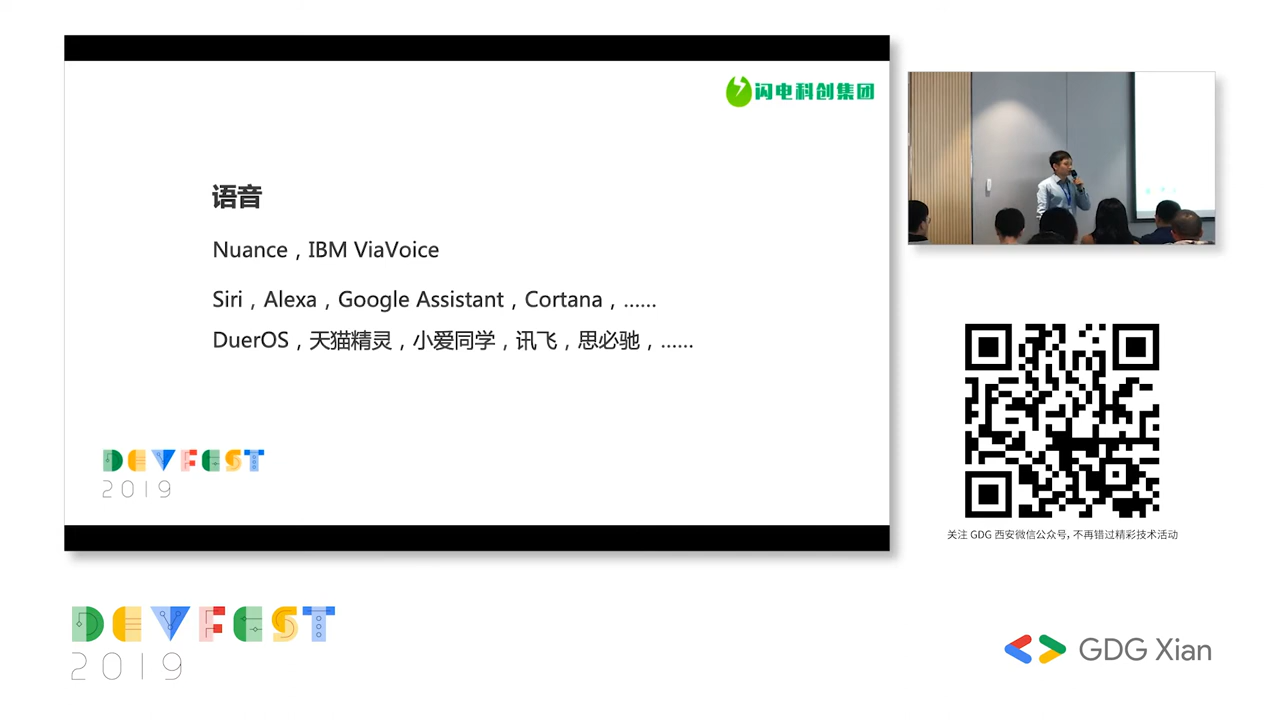 闪电科创集团
语音
Nuance，IBM ViaVoice
Siri，Alexa，Google Assistant，Cortana，……
DuerOS，天猫精灵，小爱同学，讯飞，思必驰，……
DEVFEST
2019
关注 GDG 西安微信公众号, 不再错过精彩技术活动
DEVFEST
2019
GDG Xian